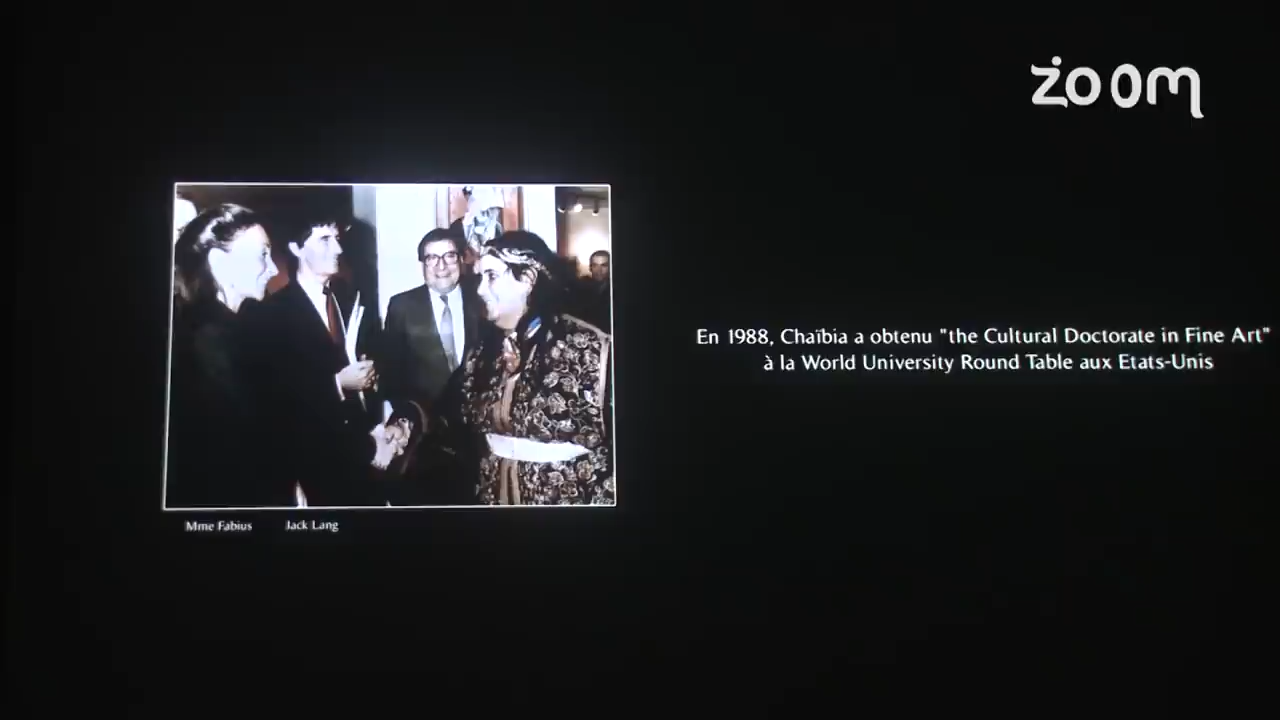 zoom
En 1988, Chaïbia a obtenu "the Cultural Doctorate in Fine Art"
à la World University Round Table aux Etats-Unis
Mme Fabius Jack Lang